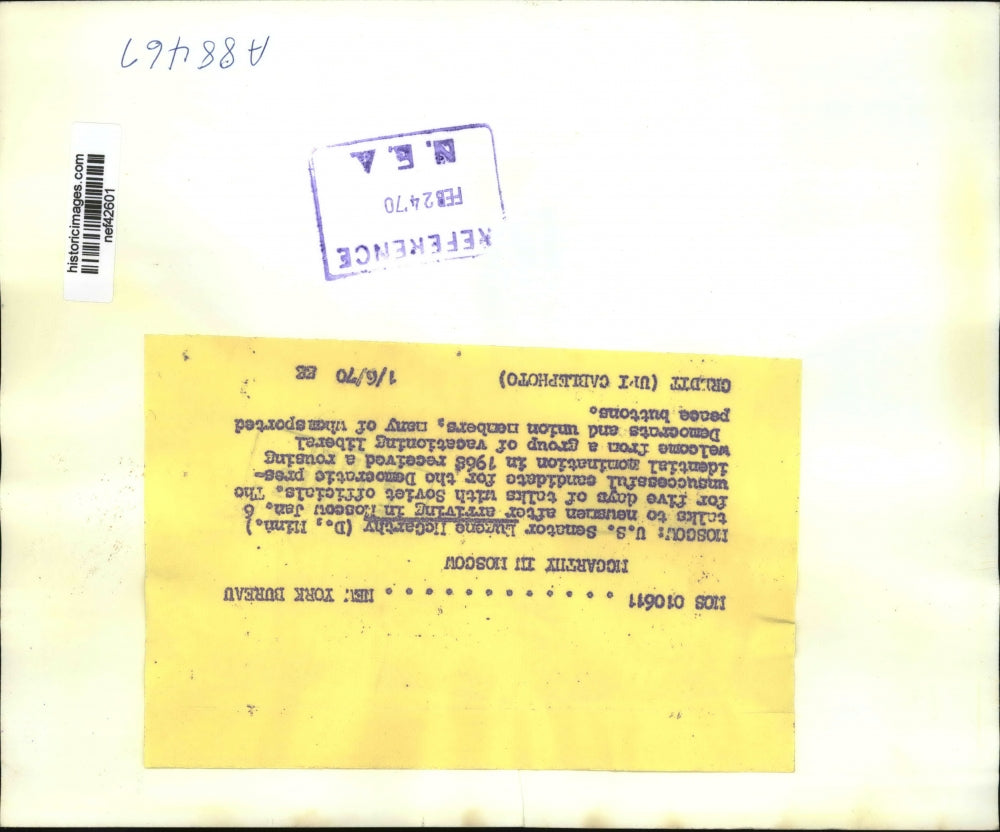 A88467
historicimages.com
nef42601
REFERENCE
FEB 24 '70
N. E. A.
MOS 010611 . . . . . . . . . . . . . NEW YORK BUREAU
MCCARTHY IN MOSCOW
MOSCOW: U.S. Senator Eugene McCarthy (D., Minn.)
talks to newsmen after arriving in Moscow Jan. 6
for five days of talks with Soviet officials. The
unsuccessful candidate for the Democratic pres-
idential nomination in 1968 received a rousing
welcome from a group of vacationing liberal
Democrats and union members, many of whom sported
peace buttons.
CREDIT (UPI CABLEPHOTO) 1/6/70 EE